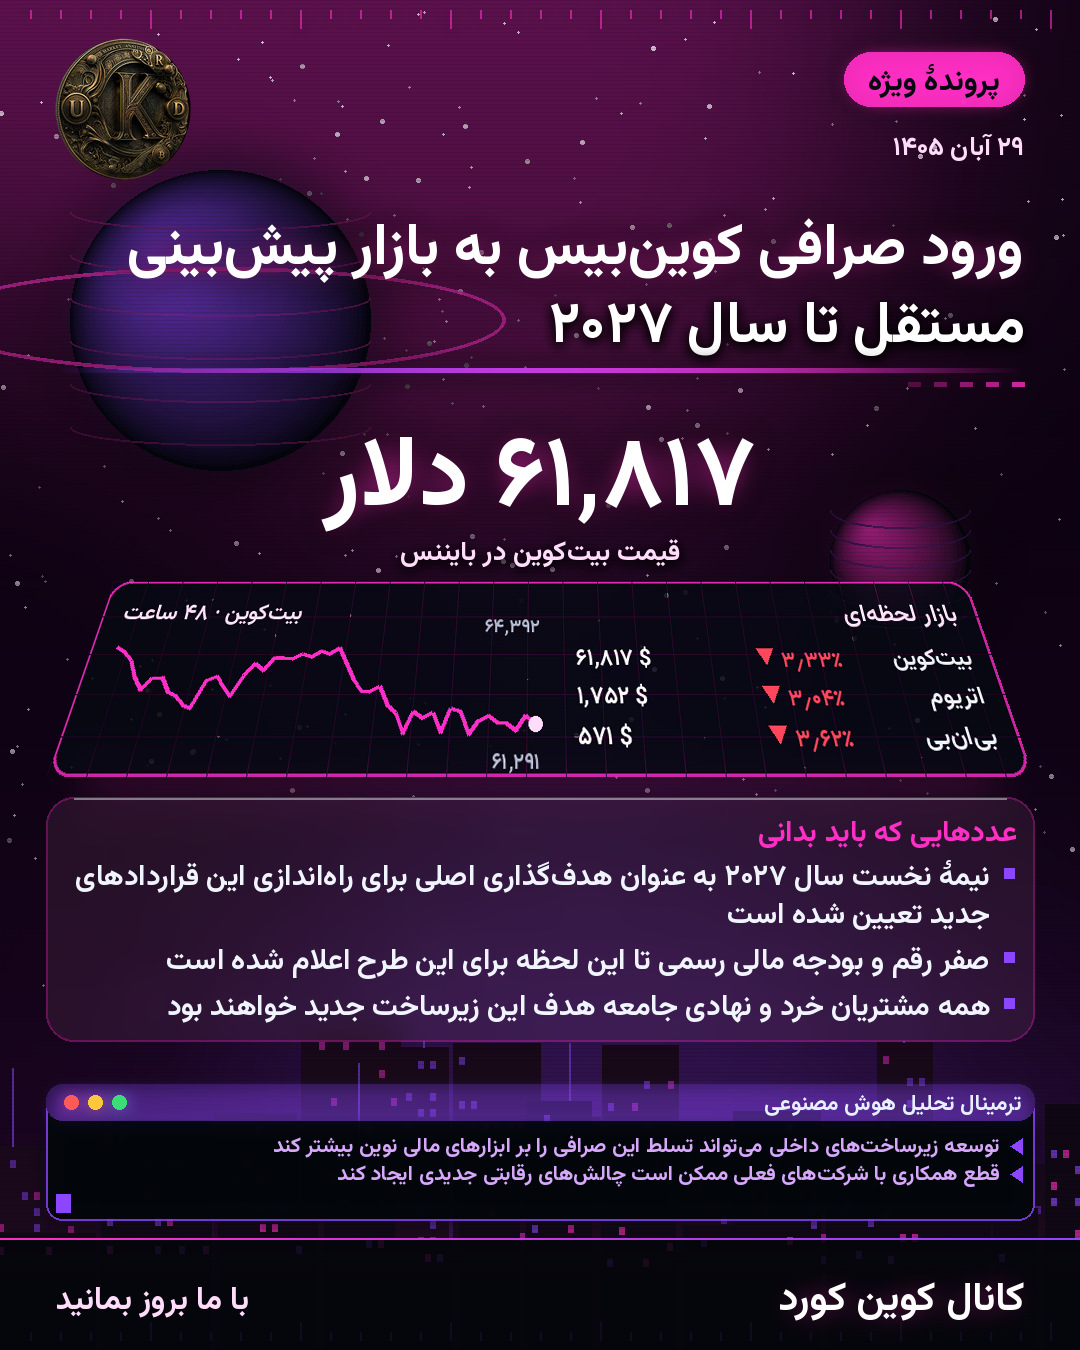 پروندهٔ ویژه
۲۹ آبان ۱۴۰۵
ورود صرافی کوین‌بیس به بازار پیش‌بینی
مستقل تا سال ۲۰۲۷
۶۱,۸۱۷ دلار
قیمت بیت‌کوین در بایننس
بازار لحظه‌ای
بیت‌کوین ۳٫۳۳٪ ▼ ۶۱,۸۱۷ $
اتریوم ۳٫۰۴٪ ▼ ۱,۷۵۲ $
بی‌ان‌بی ۳٫۶۲٪ ▼ ۵۷۱ $
بیت‌کوین · ۴۸ ساعت
۶۴,۳۹۲
۶۱,۲۹۱
عددهایی که باید بدانی
نیمهٔ نخست سال ۲۰۲۷ به عنوان هدف‌گذاری اصلی برای راه‌اندازی این قراردادهای
جدید تعیین شده است
صفر رقم و بودجه مالی رسمی تا این لحظه برای این طرح اعلام شده است
همه مشتریان خرد و نهادی جامعه هدف این زیرساخت جدید خواهند بود
ترمینال تحلیل هوش مصنوعی
توسعه زیرساخت‌های داخلی می‌تواند تسلط این صرافی را بر ابزارهای مالی نوین بیشتر کند
قطع همکاری با شرکت‌های فعلی ممکن است چالش‌های رقابتی جدیدی ایجاد کند
کانال کوین کورد
با ما بروز بمانید
K
U
R
D